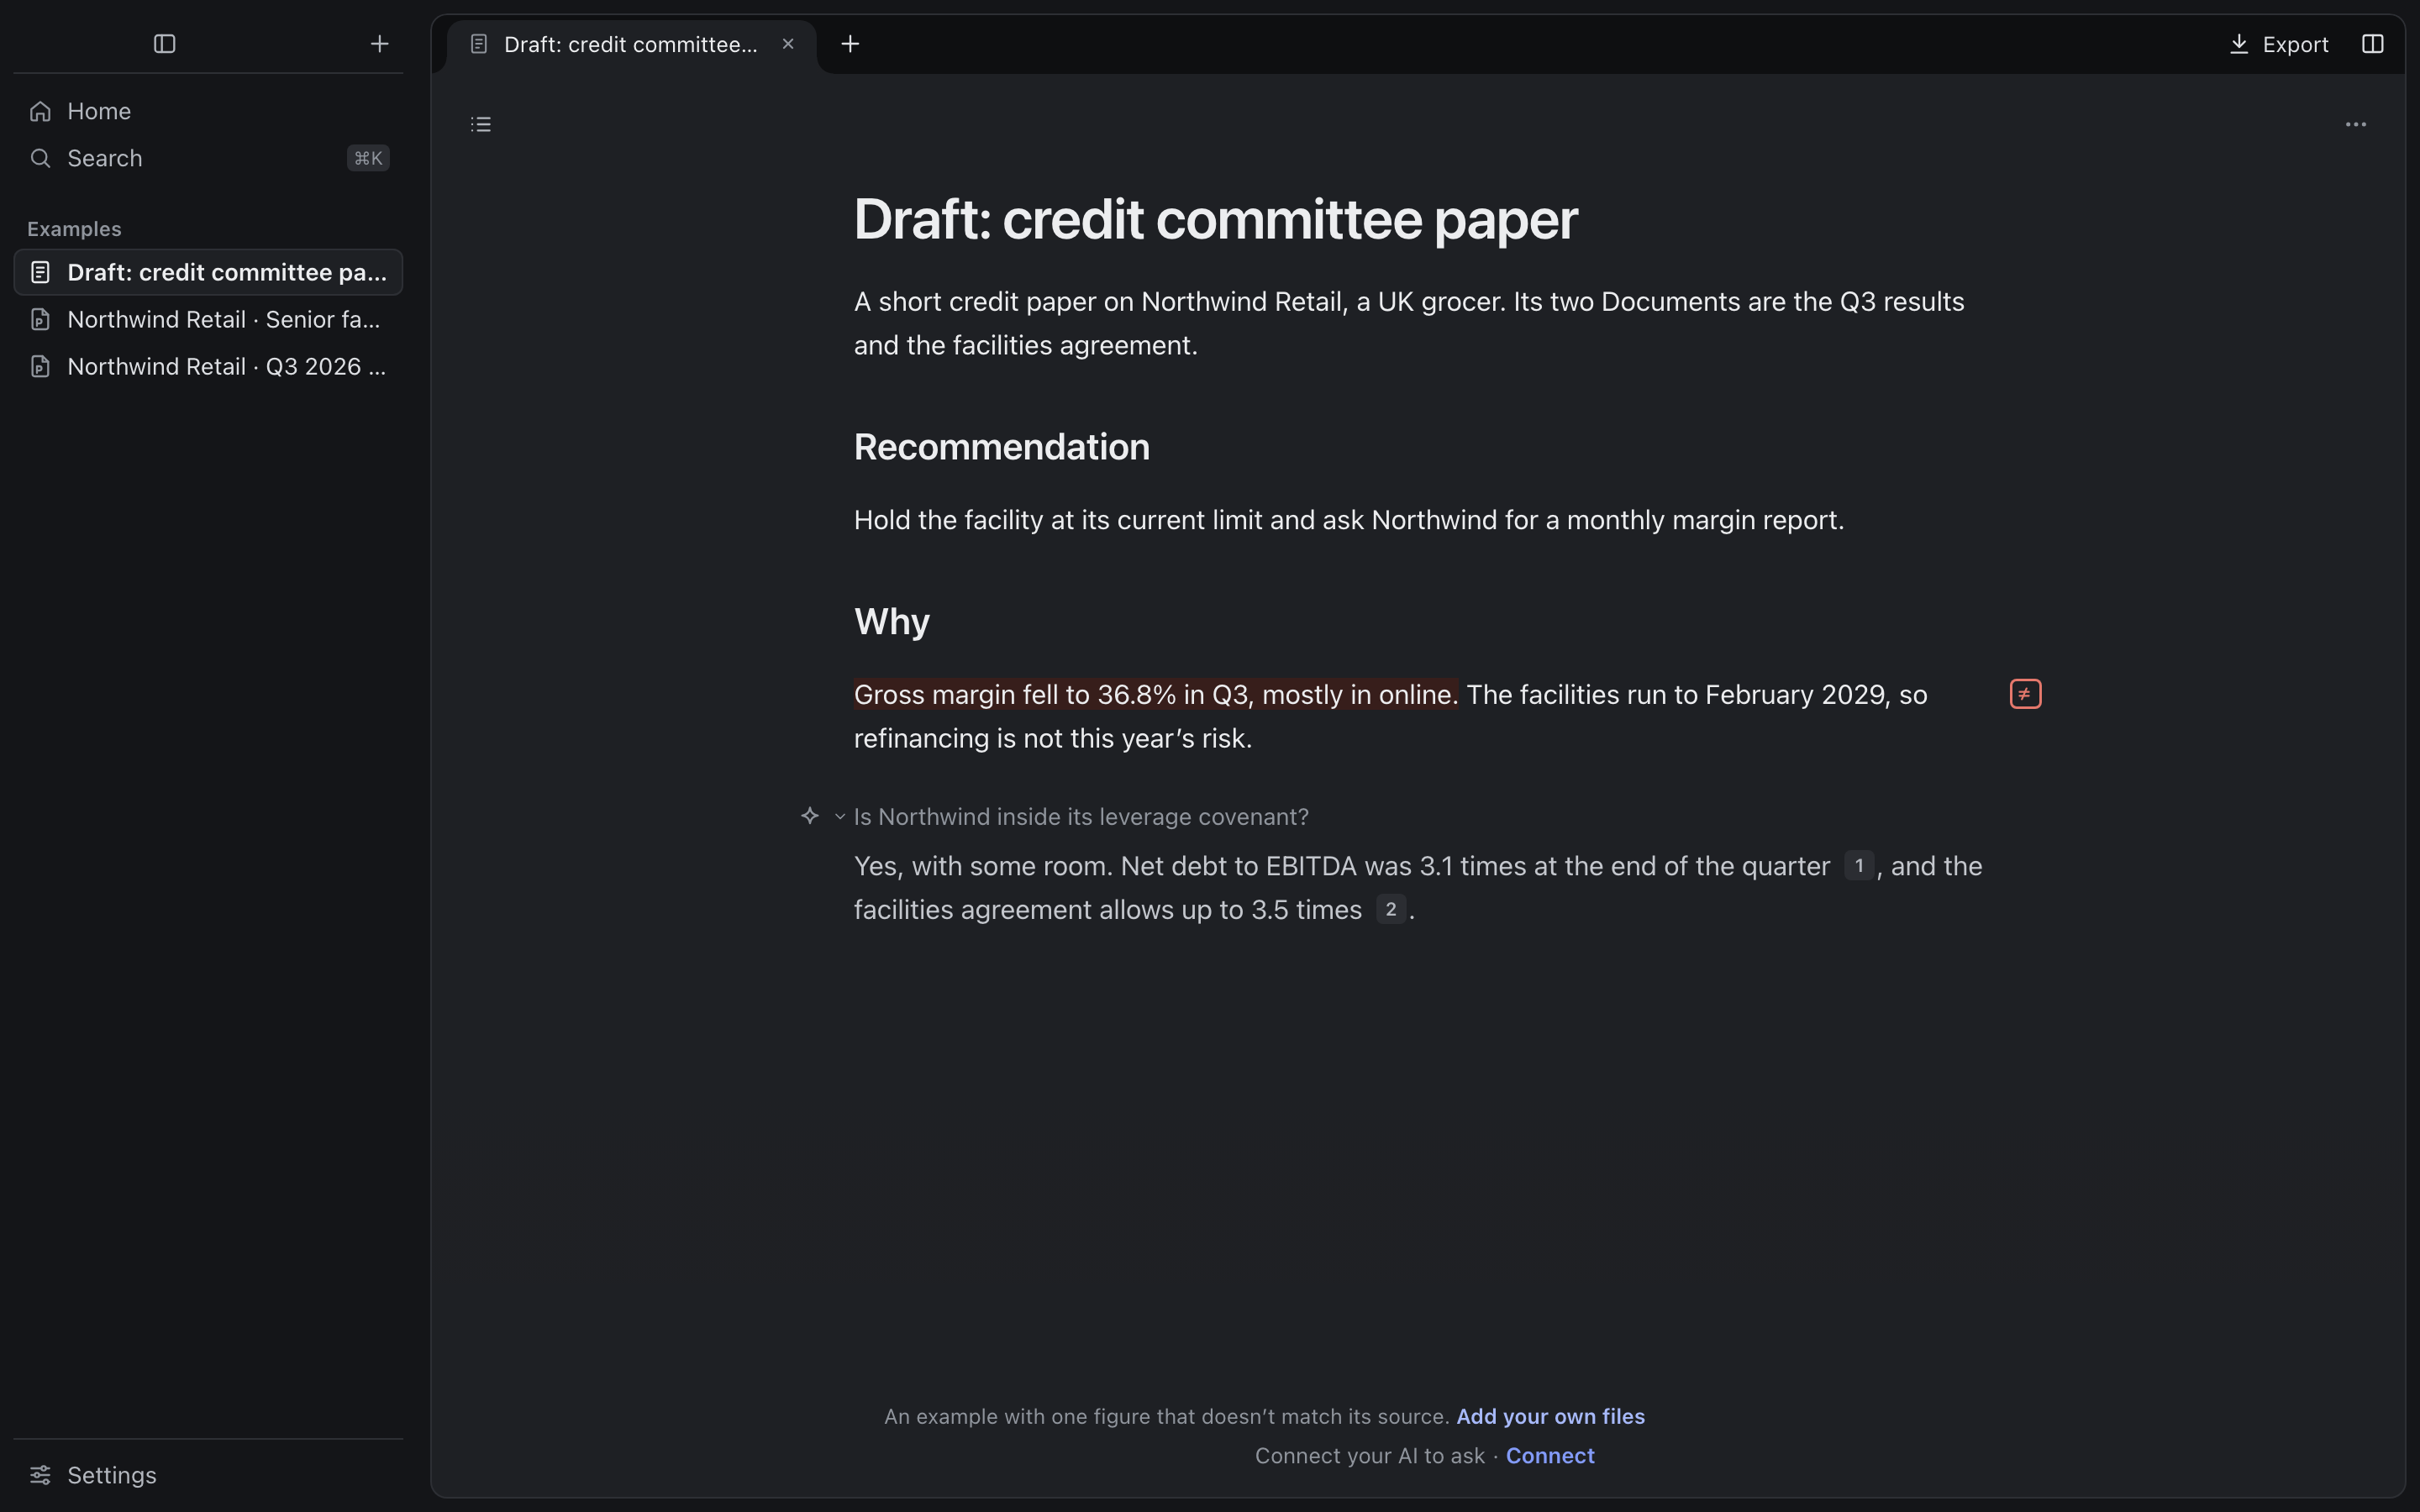 Home
Search ⌘K
Examples
Draft: credit committee pa...
Northwind Retail · Senior fa...
Northwind Retail · Q3 2026 ...
Settings
Draft: credit committee...
Export
Draft: credit committee paper
A short credit paper on Northwind Retail, a UK grocer. Its two Documents are the Q3 results
and the facilities agreement.
Recommendation
Hold the facility at its current limit and ask Northwind for a monthly margin report.
Why
Gross margin fell to 36.8% in Q3, mostly in online. The facilities run to February 2029, so ≠
refinancing is not this year’s risk.
Is Northwind inside its leverage covenant?
Yes, with some room. Net debt to EBITDA was 3.1 times at the end of the quarter 1, and the
facilities agreement allows up to 3.5 times 2.
An example with one figure that doesn’t match its source. Add your own files
Connect your AI to ask · Connect